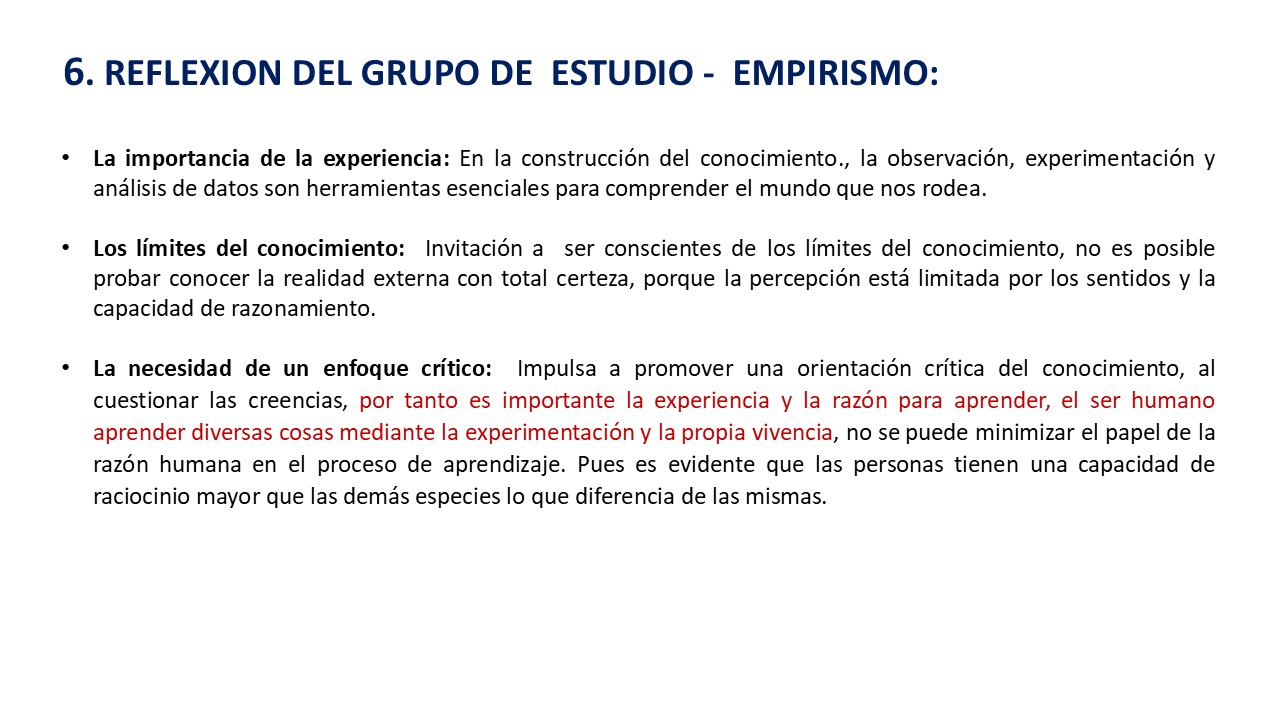 6. REFLEXION DEL GRUPO DE ESTUDIO - EMPIRISMO:
• La importancia de la experiencia: En la construcción del conocimiento., la observación, experimentación y
análisis de datos son herramientas esenciales para comprender el mundo que nos rodea.
• Los límites del conocimiento: Invitación a ser conscientes de los límites del conocimiento, no es posible
probar conocer la realidad externa con total certeza, porque la percepción está limitada por los sentidos y la
capacidad de razonamiento.
• La necesidad de un enfoque crítico: Impulsa a promover una orientación crítica del conocimiento, al
cuestionar las creencias, por tanto es importante la experiencia y la razón para aprender, el ser humano
aprender diversas cosas mediante la experimentación y la propia vivencia, no se puede minimizar el papel de la
razón humana en el proceso de aprendizaje. Pues es evidente que las personas tienen una capacidad de
raciocinio mayor que las demás especies lo que diferencia de las mismas.